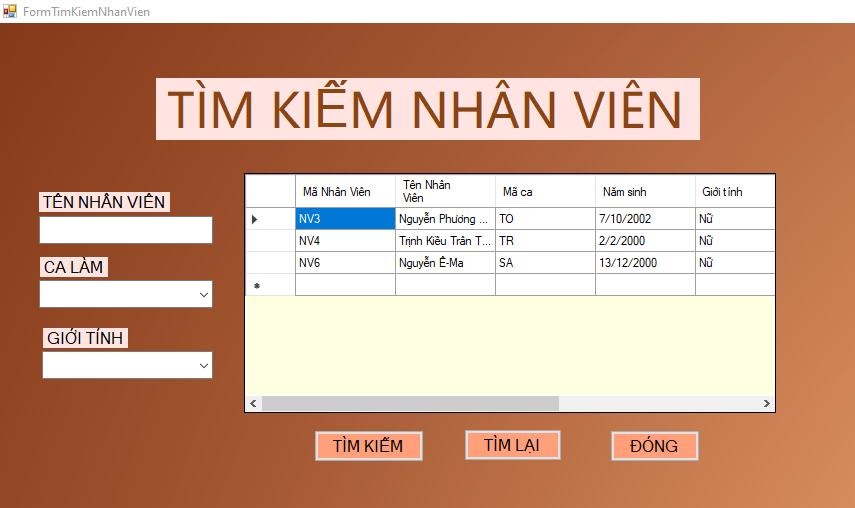 FormTimKiemNhanVien
TÌM KIẾM NHÂN VIÊN
TÊN NHÂN VIÊN
CA LÀM
GIỚI TÍNH
Mã Nhân Viên Tên Nhân Viên Mã ca Năm sinh Giới tính
NV3 Nguyễn Phương ... TO 7/10/2002 Nữ
NV4 Trịnh Kiều Trân T... TR 2/2/2000 Nữ
NV6 Nguyễn Ê-Ma SA 13/12/2000 Nữ
TÌM KIẾM TÌM LẠI ĐÓNG